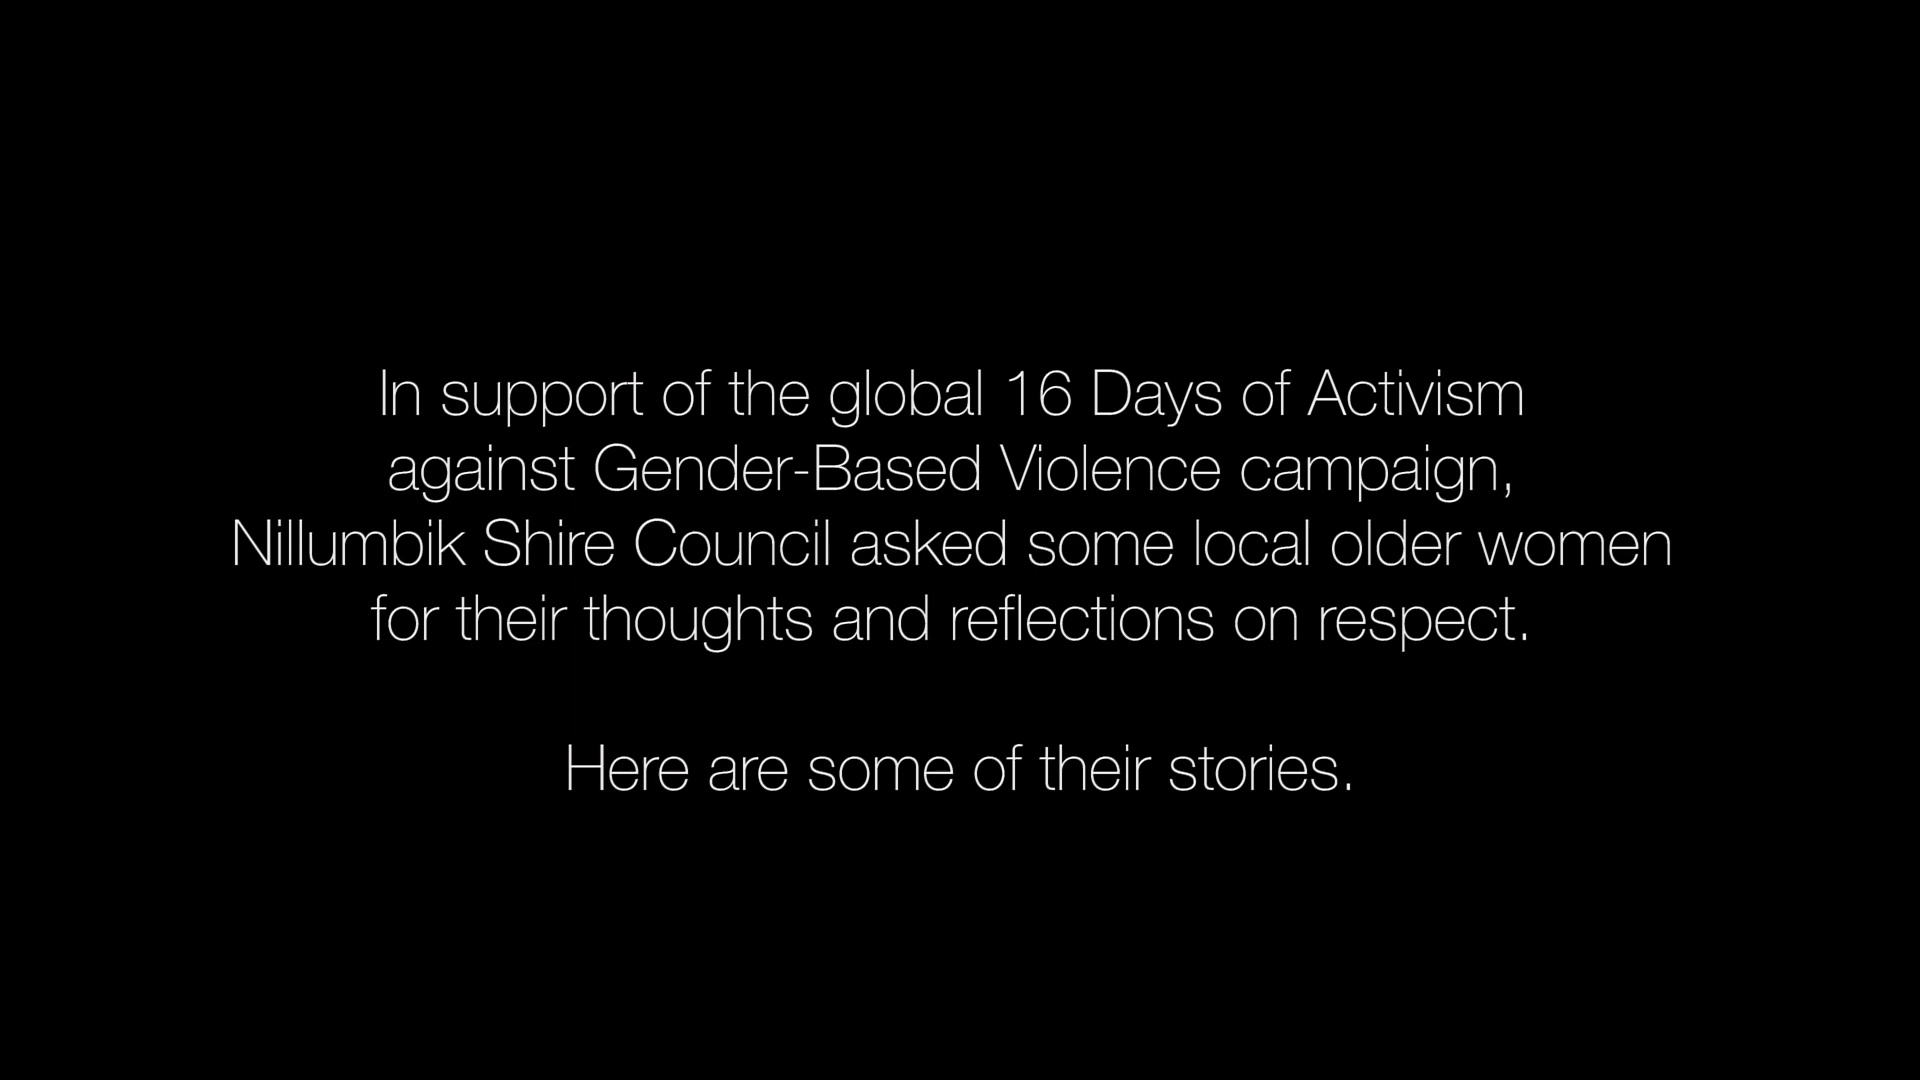 In support of the global 16 Days of Activism
against Gender-Based Violence campaign,
Nillumbik Shire Council asked some local older women
for their thoughts and reflections on respect.
Here are some of their stories.